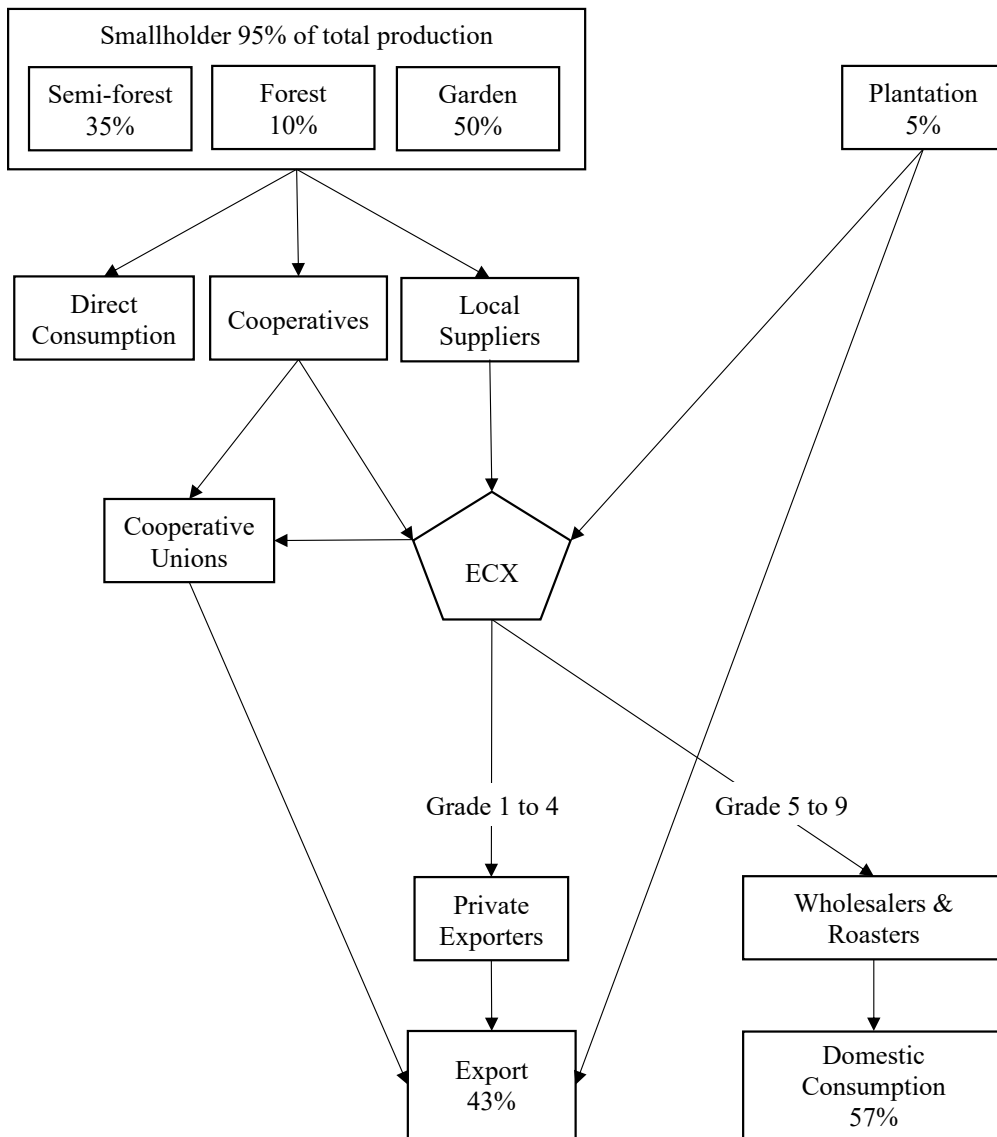 Smallholder 95% of total production
Semi-forest
35%
Forest
10%
Garden
50%
Plantation
5%
Direct
Consumption
Cooperatives
Local
Suppliers
Cooperative
Unions
ECX
Grade 1 to 4
Grade 5 to 9
Private
Exporters
Wholesalers &
Roasters
Export
43%
Domestic
Consumption
57%